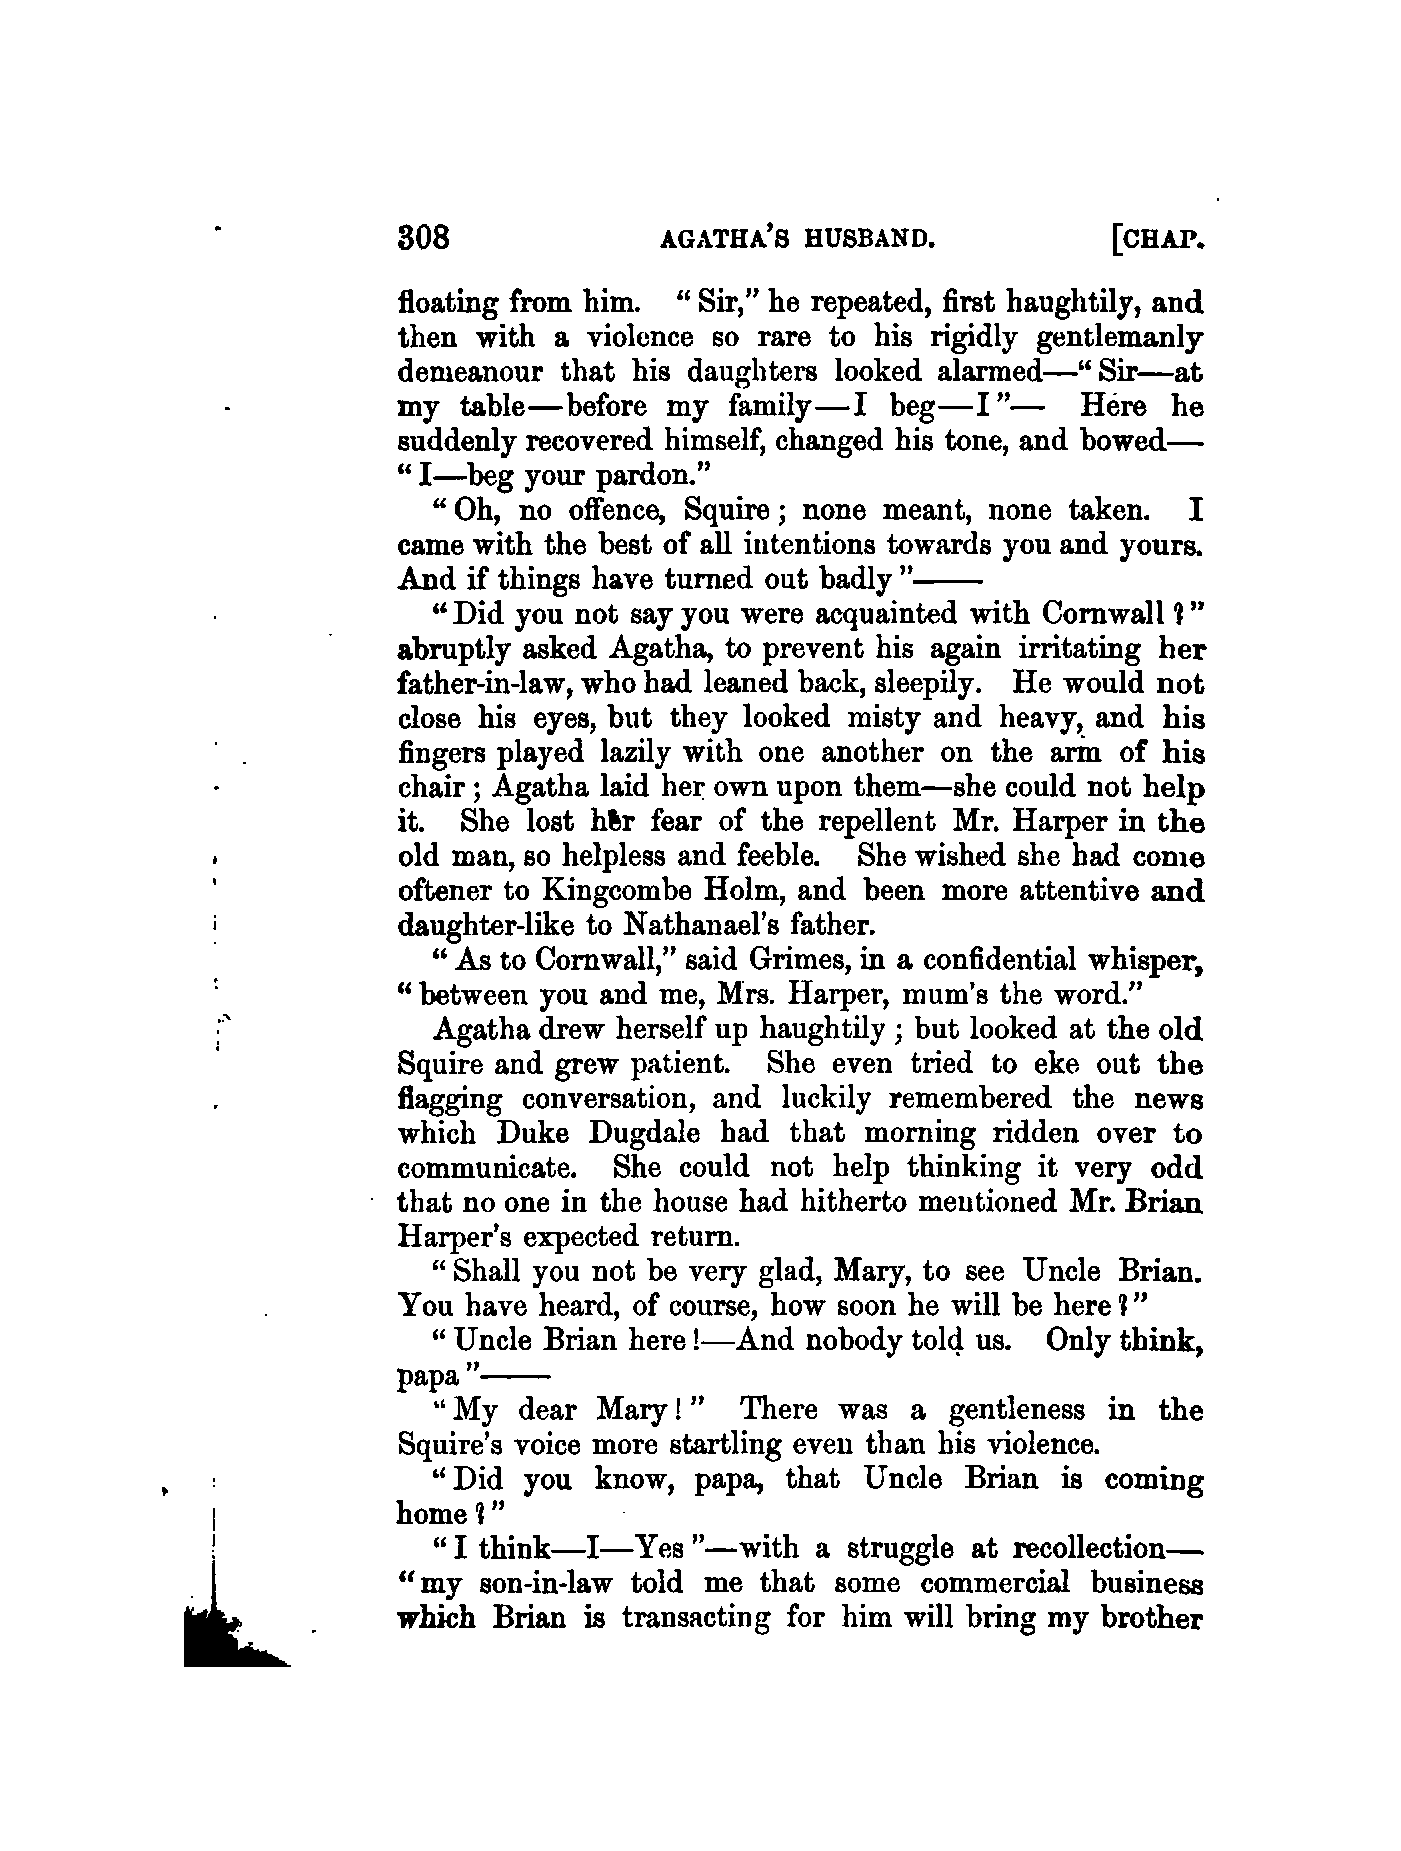 308 AGATHA'S HUSBAND. [CHAP.
floating from him. "Sir," he repeated, first haughtily, and
then with a violence so rare to his rigidly gentlemanly
demeanour that his daughters looked alarmed—"Sir—at
my table—before my family—I beg—I"— Here he
suddenly recovered himself, changed his tone, and bowed—
"I—beg your pardon."
"Oh, no offence, Squire; none meant, none taken. I
came with the best of all intentions towards you and yours.
And if things have turned out badly"——
"Did you not say you were acquainted with Cornwall?"
abruptly asked Agatha, to prevent his again irritating her
father-in-law, who had leaned back, sleepily. He would not
close his eyes, but they looked misty and heavy, and his
fingers played lazily with one another on the arm of his
chair; Agatha laid her own upon them—she could not help
it. She lost her fear of the repellent Mr. Harper in the
old man, so helpless and feeble. She wished she had come
oftener to Kingcombe Holm, and been more attentive and
daughter-like to Nathanael's father.
"As to Cornwall," said Grimes, in a confidential whisper,
"between you and me, Mrs. Harper, mum's the word."
Agatha drew herself up haughtily; but looked at the old
Squire and grew patient. She even tried to eke out the
flagging conversation, and luckily remembered the news
which Duke Dugdale had that morning ridden over to
communicate. She could not help thinking it very odd
that no one in the house had hitherto mentioned Mr. Brian
Harper's expected return.
"Shall you not be very glad, Mary, to see Uncle Brian.
You have heard, of course, how soon he will be here?"
"Uncle Brian here!—And nobody told us. Only think,
papa"——
"My dear Mary!" There was a gentleness in the
Squire's voice more startling even than his violence.
"Did you know, papa, that Uncle Brian is coming
home?"
"I think—I—Yes"—with a struggle at recollection—
"my son-in-law told me that some commercial business
which Brian is transacting for him will bring my brother